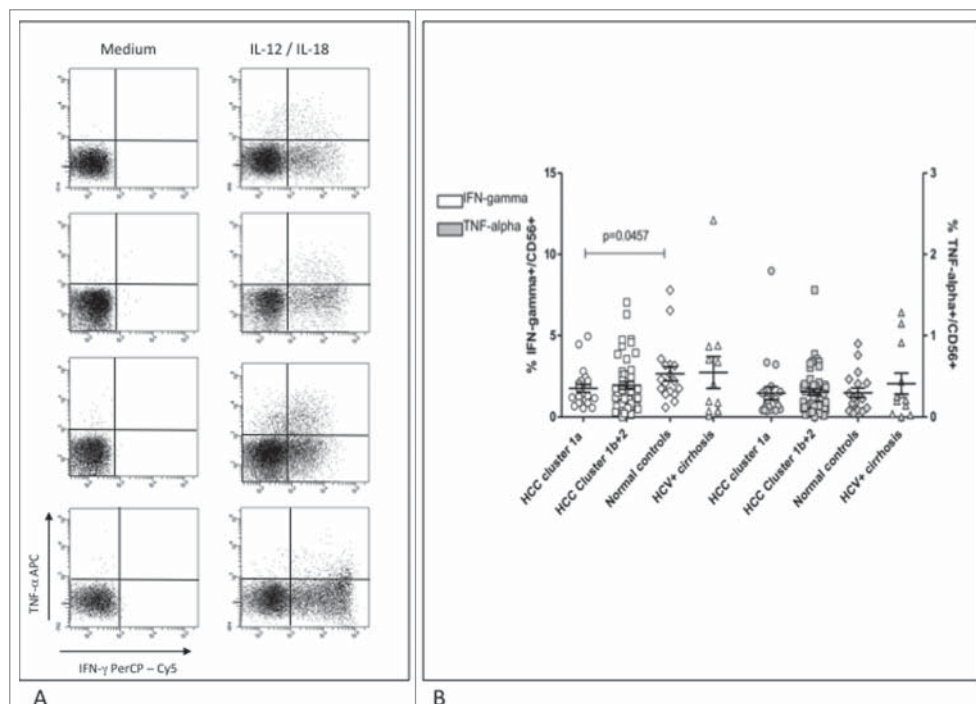 Medium
IL-12 / IL-18
TNF-α APC
IFN-γ PerCP – Cy5
A
IFN-gamma
TNF-alpha
15
10
5
0
% IFN-gamma+/CD56+
p=0.0457
3
2
1
0
% TNF-alpha+/CD56+
HCC cluster 1a
HCC Cluster 1b+2
Normal controls
HCV+ cirrhosis
HCC cluster 1a
HCC Cluster 1b+2
Normal controls
HCV+ cirrhosis
B